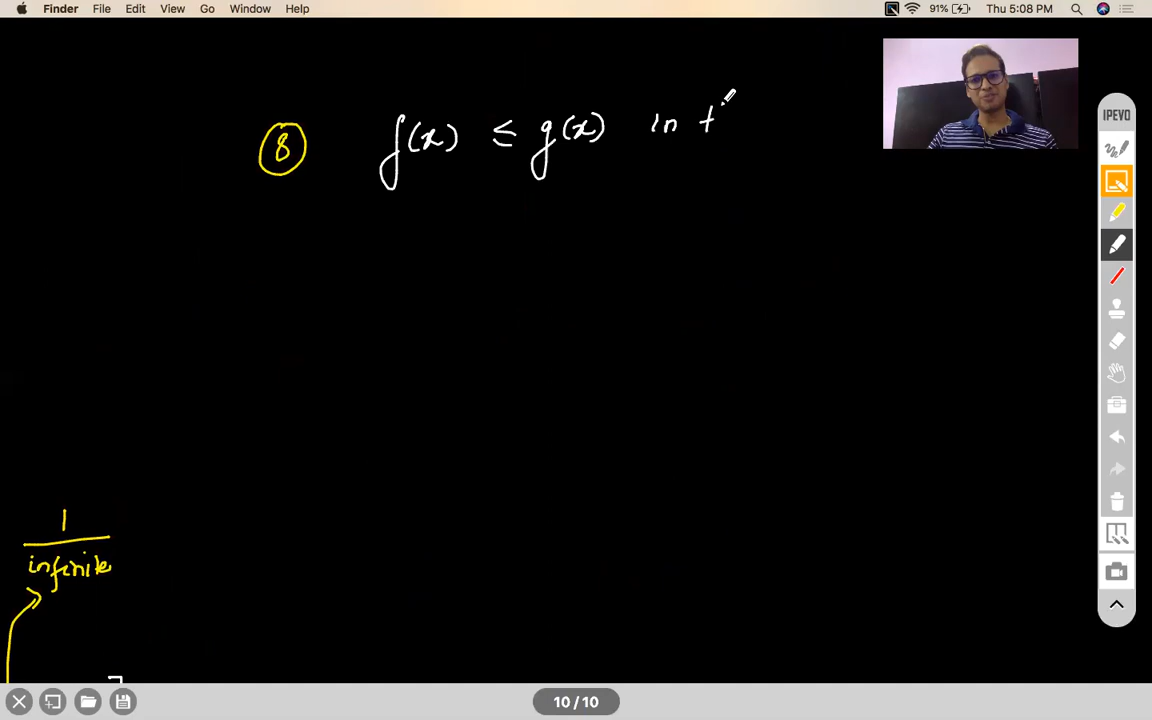 Finder File Edit View Go Window Help 91% Thu 5:08 PM
IPEVO
8 f(x) ≤ g(x) in t
1
infinite
10/10